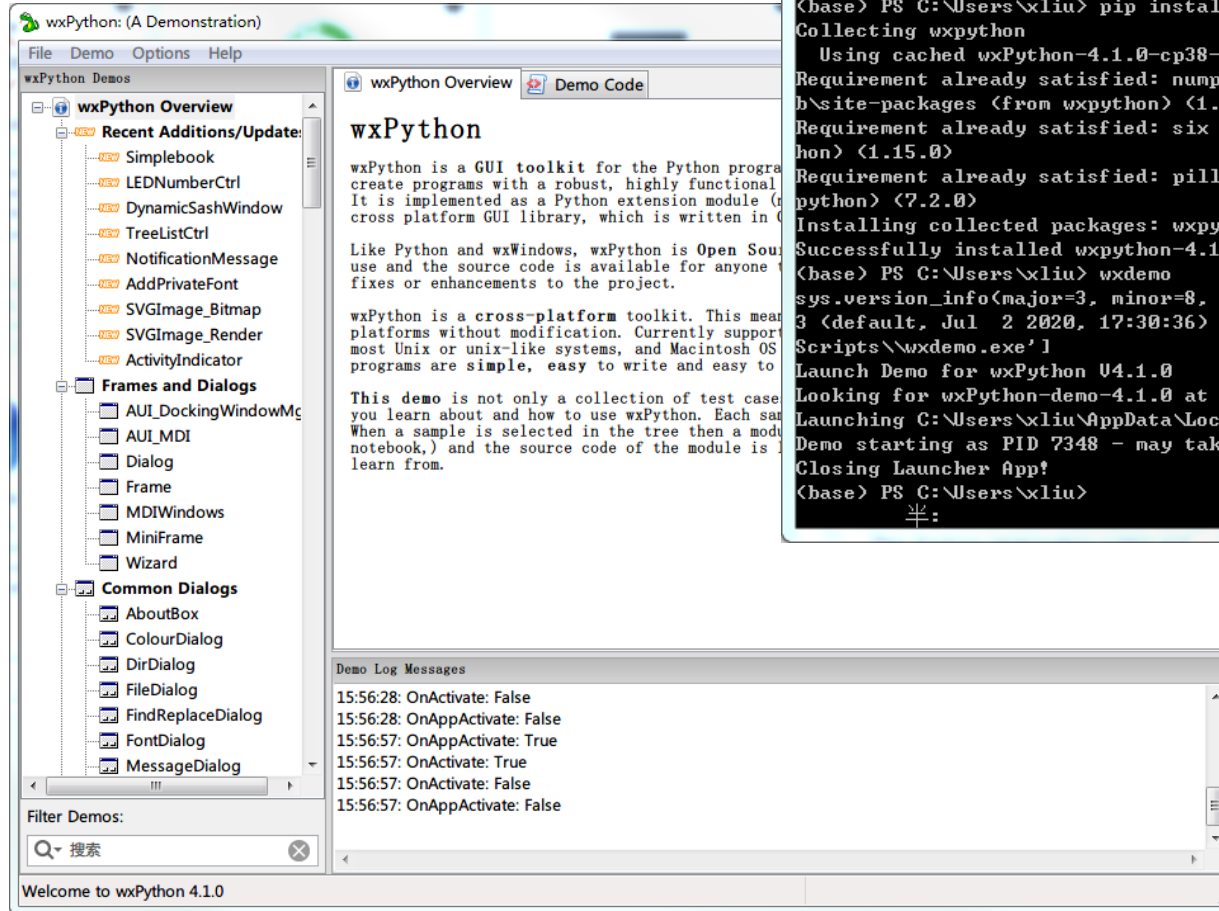 wxPython: (A Demonstration)
File Demo Options Help
wxPython Demos
wxPython Overview
Recent Additions/Update
Simplebook
LEDNumberCtrl
DynamicSashWindow
TreeListCtrl
NotificationMessage
AddPrivateFont
SVGImage_Bitmap
SVGImage_Render
ActivityIndicator
Frames and Dialogs
AUI_DockingWindowMg
AUI_MDI
Dialog
Frame
MDIWindows
MiniFrame
Wizard
Common Dialogs
AboutBox
ColourDialog
DirDialog
FileDialog
FindReplaceDialog
FontDialog
MessageDialog
Filter Demos:
搜索
Welcome to wxPython 4.1.0
wxPython Overview Demo Code
wxPython
wxPython is a GUI toolkit for the Python progra
create programs with a robust, highly functional
It is implemented as a Python extension module (
cross platform GUI library, which is written in
Like Python and wxWindows, wxPython is Open Sour
use and the source code is available for anyone
fixes or enhancements to the project.
wxPython is a cross-platform toolkit. This mean
platforms without modification. Currently support
most Unix or unix-like systems, and Macintosh OS
programs are simple, easy to write and easy to
This demo is not only a collection of test case
you learn about and how to use wxPython. Each sam
When a sample is selected in the tree then a modu
notebook,) and the source code of the module is
learn from.
Demo Log Messages
15:56:28: OnActivate: False
15:56:28: OnAppActivate: False
15:56:57: OnAppActivate: True
15:56:57: OnActivate: True
15:56:57: OnActivate: False
15:56:57: OnAppActivate: False
(base) PS C:\Users\xliu> pip instal
Collecting wxpython
Using cached wxPython-4.1.0-cp38-
Requirement already satisfied: nump
b\site-packages (from wxpython) (1.
Requirement already satisfied: six
hon) (1.15.0)
Requirement already satisfied: pill
python) (7.2.0)
Installing collected packages: wxpy
Successfully installed wxpython-4.1
(base) PS C:\Users\xliu> wxdemo
sys.version_info(major=3, minor=8,
3 (default, Jul 2 2020, 17:30:36)
Scripts\\wxdemo.exe']
Launch Demo for wxPython V4.1.0
Looking for wxPython-demo-4.1.0 at
Launching C:\Users\xliu\AppData\Loc
Demo starting as PID 7348 - may tak
Closing Launcher App!
(base) PS C:\Users\xliu>
半: